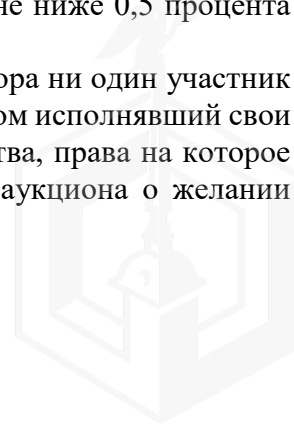 не ниже 0,5 процента
ора ни один участник
ом исполнявший свои
тва, права на которое
аукциона о желании